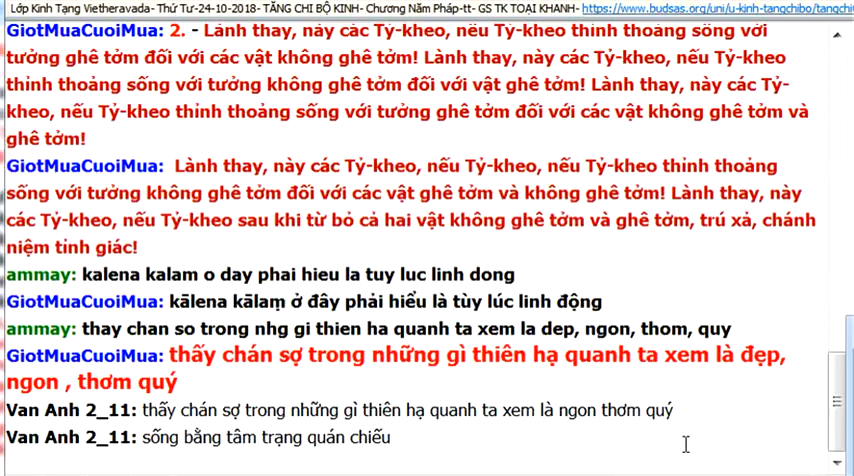 Lớp Kinh Tạng Vietheravada- Thứ Tư-24-10-2018- TĂNG CHI BỘ KINH- Chương Năm Pháp-tt- GS TK TOẠI KHANH- https://www.budsas.org/uni/u-kinh-tangchibo/tangchi
GiotMuaCuoiMua: 2. - Lành thay, này các Tỷ-kheo, nếu Tỷ-kheo thỉnh thoảng sống với
tưởng ghê tởm đối với các vật không ghê tởm! Lành thay, này các Tỷ-kheo, nếu Tỷ-kheo
thỉnh thoảng sống với tưởng không ghê tởm đối với vật ghê tởm! Lành thay, này các Tỷ-
kheo, nếu Tỷ-kheo thỉnh thoảng sống với tưởng ghê tởm đối với các vật không ghê tởm và
ghê tởm!
GiotMuaCuoiMua: Lành thay, này các Tỷ-kheo, nếu Tỷ-kheo, nếu Tỷ-kheo thỉnh thoảng
sống với tưởng không ghê tởm đối với các vật ghê tởm và không ghê tởm! Lành thay, này
các Tỷ-kheo, nếu Tỷ-kheo sau khi từ bỏ cả hai vật không ghê tởm và ghê tởm, trú xả, chánh
niệm tỉnh giác!
ammay: kalena kalam o day phai hieu la tuy luc linh dong
GiotMuaCuoiMua: kālena kālaṃ ở đây phải hiểu là tùy lúc linh động
ammay: thay chan so trong nhg gi thien ha quanh ta xem la dep, ngon, thom, quy
GiotMuaCuoiMua: thấy chán sợ trong những gì thiên hạ quanh ta xem là đẹp,
ngon , thơm quý
Van Anh 2_11: thấy chán sợ trong những gì thiên hạ quanh ta xem là ngon thơm quý
Van Anh 2_11: sống bằng tâm trạng quán chiếu